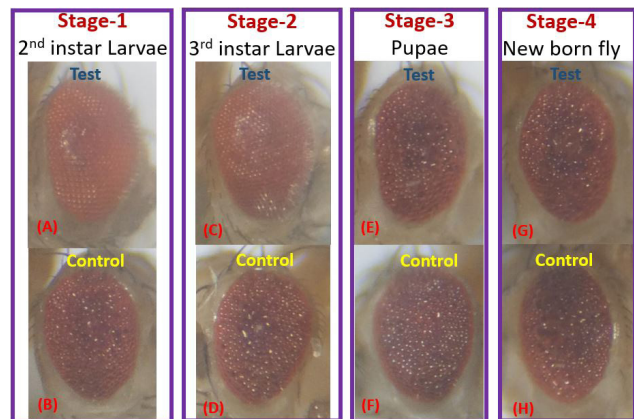 Stage-1
2nd instar Larvae
Test
(A)
Control
(B)
Stage-2
3rd instar Larvae
Test
(C)
Control
(D)
Stage-3
Pupae
Test
(E)
Control
(F)
Stage-4
New born fly
Test
(G)
Control
(H)